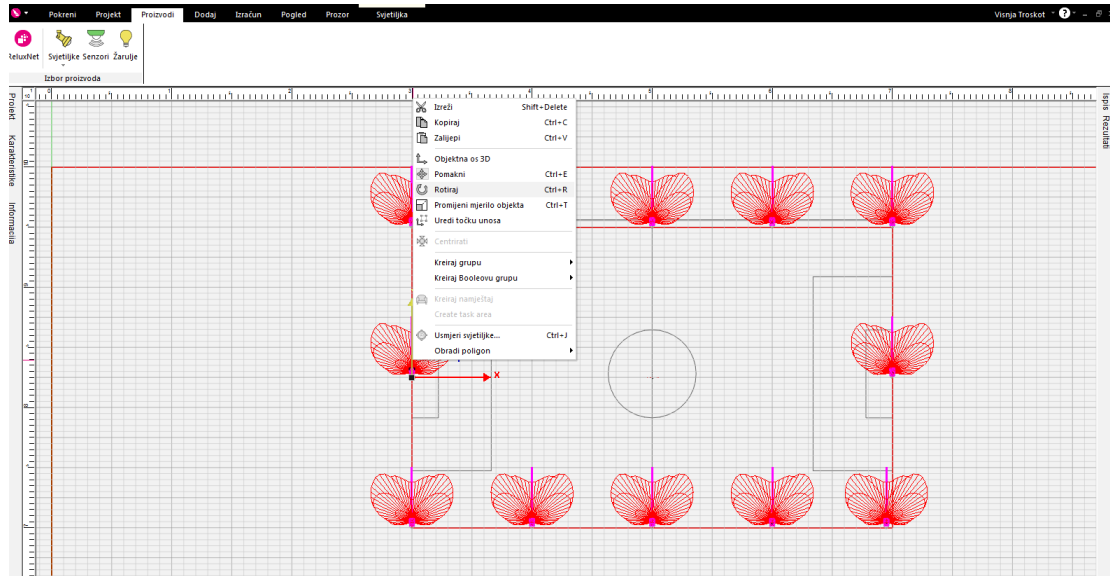 Pokreni Projekt Proizvodi Dodaj Izračun Pogled Prozor Svjetiljka Visnja Troskot ?
ReluxNet Svjetiljke Senzori Žarulje
Izbor proizvoda
Projekt
Karakteristike
Informacija
Ispis
Rezultati
Izreži Shift+Delete
Kopiraj Ctrl+C
Zalijepi Ctrl+V
Objektna os 3D
Pomakni Ctrl+E
Rotiraj Ctrl+R
Promijeni mjerilo objekta Ctrl+T
Uredi točku unosa
Centrirati
Kreiraj grupu
Kreiraj Booleovu grupu
Kreiraj namještaj
Create task area
Usmjeri svjetiljke... Ctrl+J
Obradi poligon
X